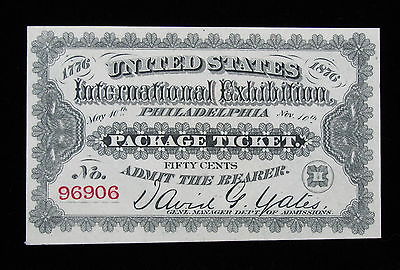 1776 UNITED STATES 1876
International Exhibition,
May 10th PHILADELPHIA Nov. 10th
PACKAGE TICKET.
FIFTY CENTS
No. ADMIT THE BEARER.
96906 David G. Yates.
GENL. MANAGER DEPT OF ADMISSIONS.